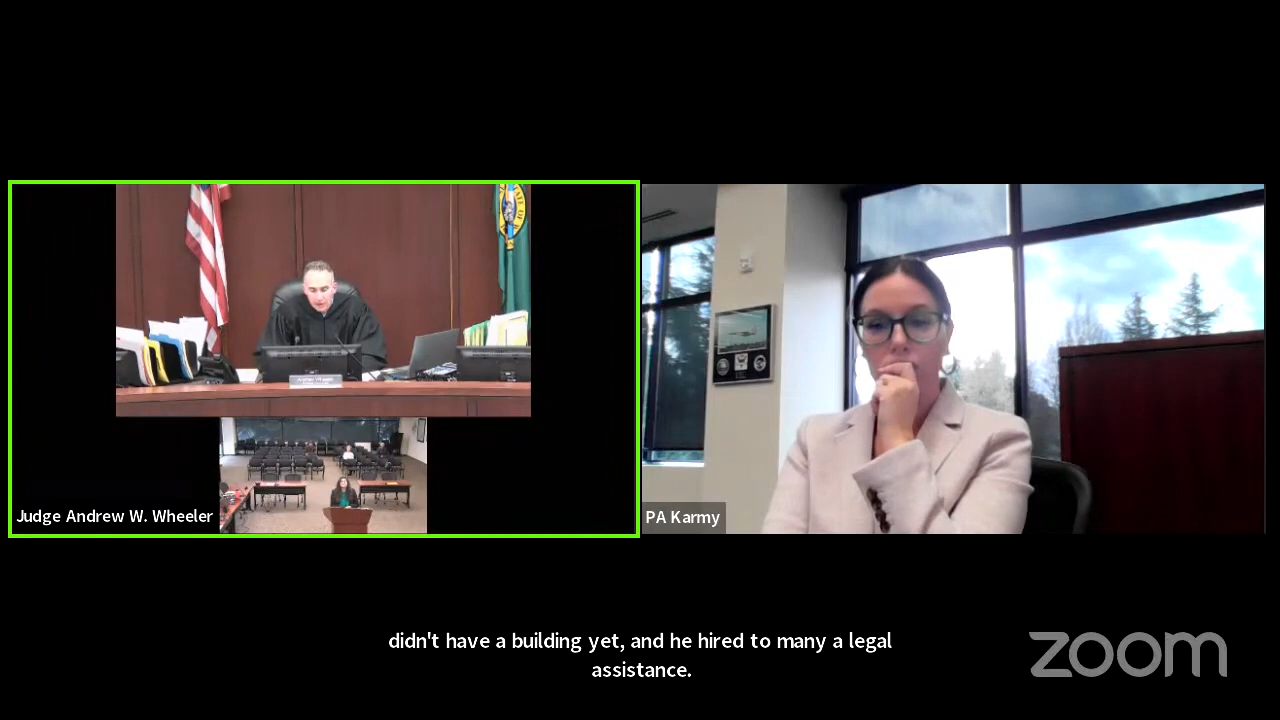 Judge Andrew W. Wheeler
PA Karmy
didn't have a building yet, and he hired to many a legal
assistance.
zoom